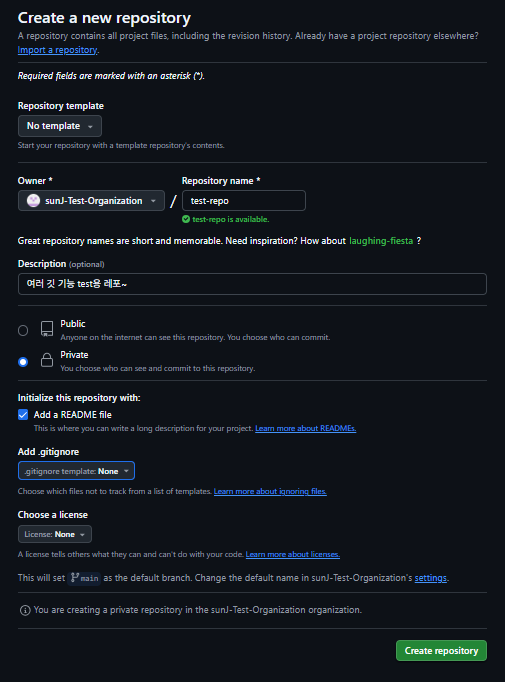 Create a new repository
A repository contains all project files, including the revision history. Already have a project repository elsewhere?
Import a repository.
Required fields are marked with an asterisk (*).
Repository template
No template
Start your repository with a template repository's contents.
Owner *
Repository name *
sunJ-Test-Organization
/
test-repo
test-repo is available.
Great repository names are short and memorable. Need inspiration? How about laughing-fiesta ?
Description (optional)
여러 깃 기능 test용 레포~
Public
Anyone on the internet can see this repository. You choose who can commit.
Private
You choose who can see and commit to this repository.
Initialize this repository with:
Add a README file
This is where you can write a long description for your project. Learn more about READMEs.
Add .gitignore
.gitignore template: None
Choose which files not to track from a list of templates. Learn more about ignoring files.
Choose a license
License: None
A license tells others what they can and can't do with your code. Learn more about licenses.
This will set main as the default branch. Change the default name in sunJ-Test-Organization's settings.
You are creating a private repository in the sunJ-Test-Organization organization.
Create repository